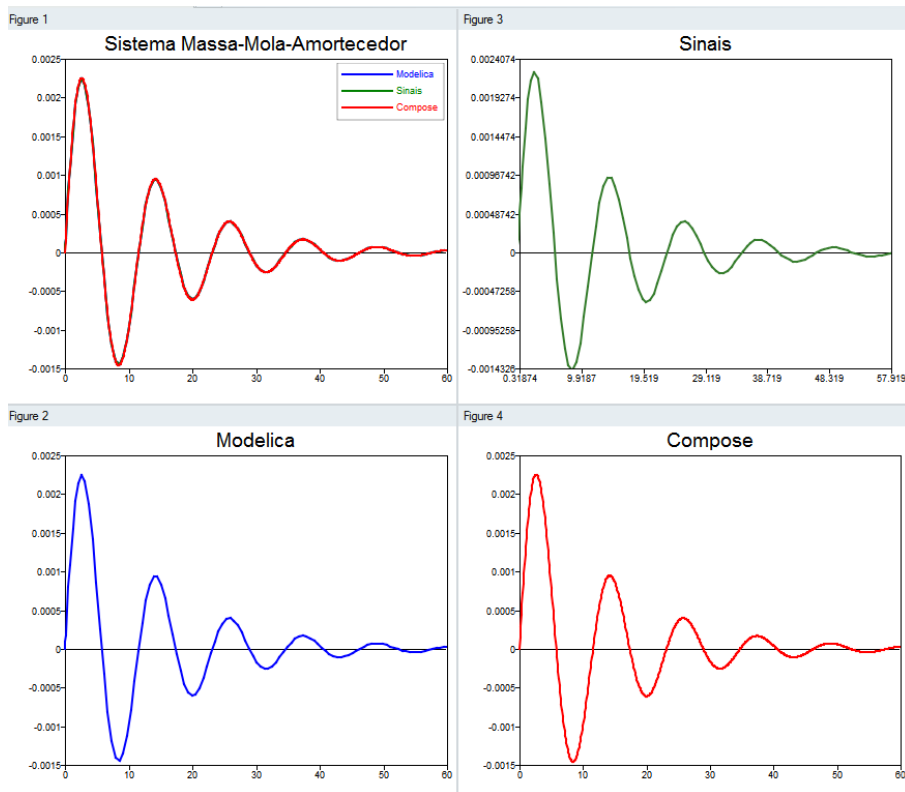 Figure 1
Sistema Massa-Mola-Amortecedor
0.0025
0.002
0.0015
0.001
0.0005
0
-0.0005
-0.001
-0.0015
0 10 20 30 40 50 60
Modelica
Sinais
Compose
Figure 3
Sinais
0.0024074
0.0019274
0.0014474
0.00096742
0.00048742
0
-0.00047258
-0.00095258
-0.0014326
0.31874 9.9187 19.519 29.119 38.719 48.319 57.919
Figure 2
Modelica
0.0025
0.002
0.0015
0.001
0.0005
0
-0.0005
-0.001
-0.0015
0 10 20 30 40 50 60
Figure 4
Compose
0.0025
0.002
0.0015
0.001
0.0005
0
-0.0005
-0.001
-0.0015
0 10 20 30 40 50 60